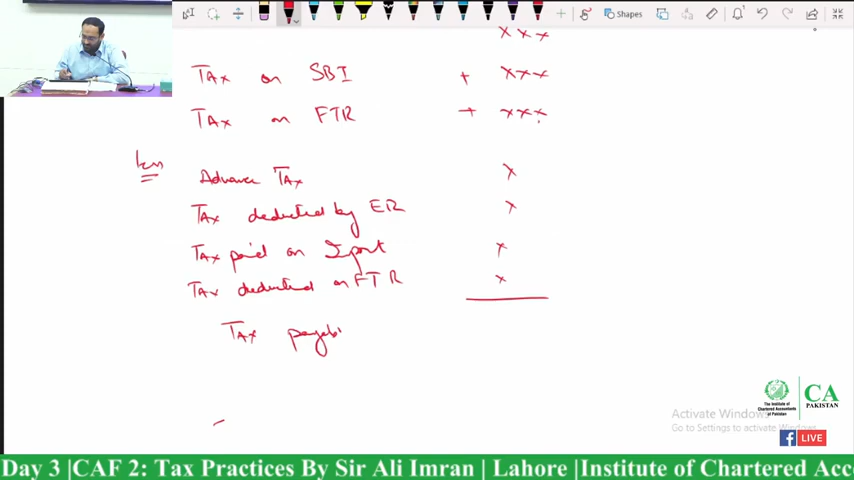 Shapes
x x x
Tax on SBI + xxx
Tax on FTR + xxx
Less
Advance Tax x
Tax deducted by ER x
Tax paid on Import x
Tax deducted on FTR x
Tax payabl
The Institute of
Chartered Accountants
of Pakistan
CA
PAKISTAN
Activate Windows
Go to Settings to activate Windows.
LIVE
Day 3 |CAF 2: Tax Practices By Sir Ali Imran | Lahore |Institute of Chartered Acc